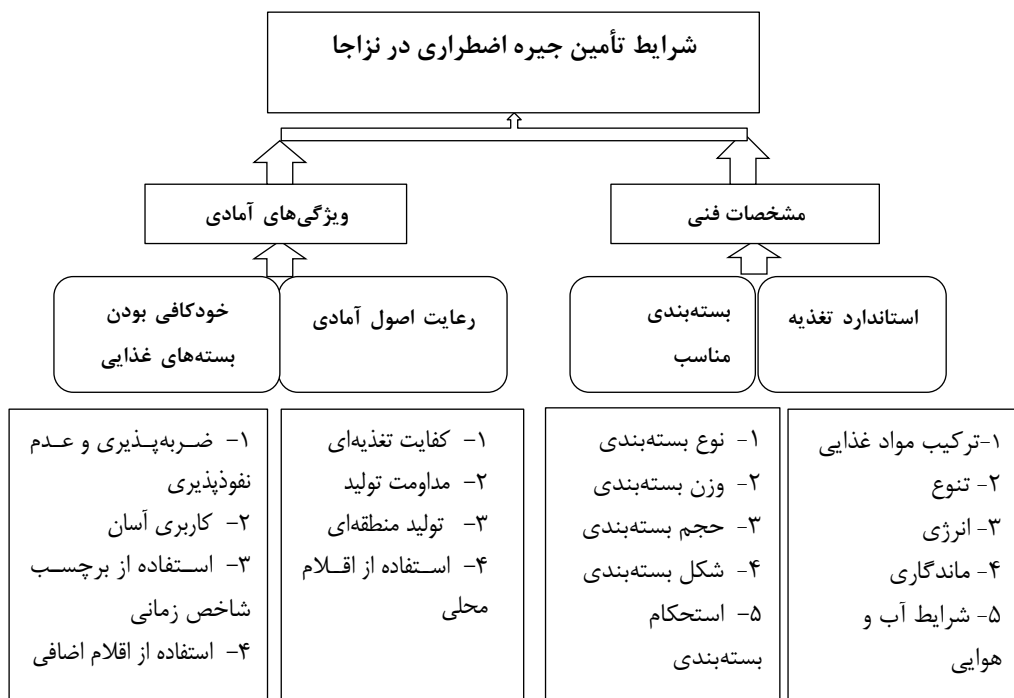 شرایط تأمین جیره اضطراری در نزاجا
مشخصات فنی
ویژگی‌های آمادی
استاندارد تغذیه
بسته‌بندی
مناسب
رعایت اصول آمادی
خودکافی بودن
بسته‌های غذایی
۱-ترکیب مواد غذایی
۲- تنوع
۳- انرژی
۴- ماندگاری
۵- شرایط آب و
هوایی
۱- نوع بسته‌بندی
۲- وزن بسته‌بندی
۳- حجم بسته‌بندی
۴- شکل بسته‌بندی
۵- استحکام
بسته‌بندی
۱- کفایت تغذیه‌ای
۲- مداومت تولید
۳- تولید منطقه‌ای
۴- استفاده از اقلام
محلی
۱- ضربه‌پذیری و عدم
نفوذپذیری
۲- کاربری آسان
۳- استفاده از برچسب
شاخص زمانی
۴- استفاده از اقلام اضافی